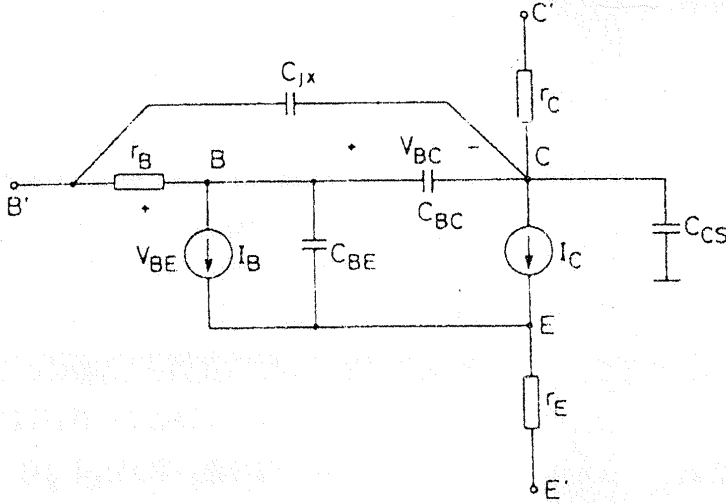 C'
C_jx
r_C
r_B
B
+
V_BC
−
C
B'
+
C_BC
C_CS
V_BE
I_B
C_BE
I_C
E
r_E
E'